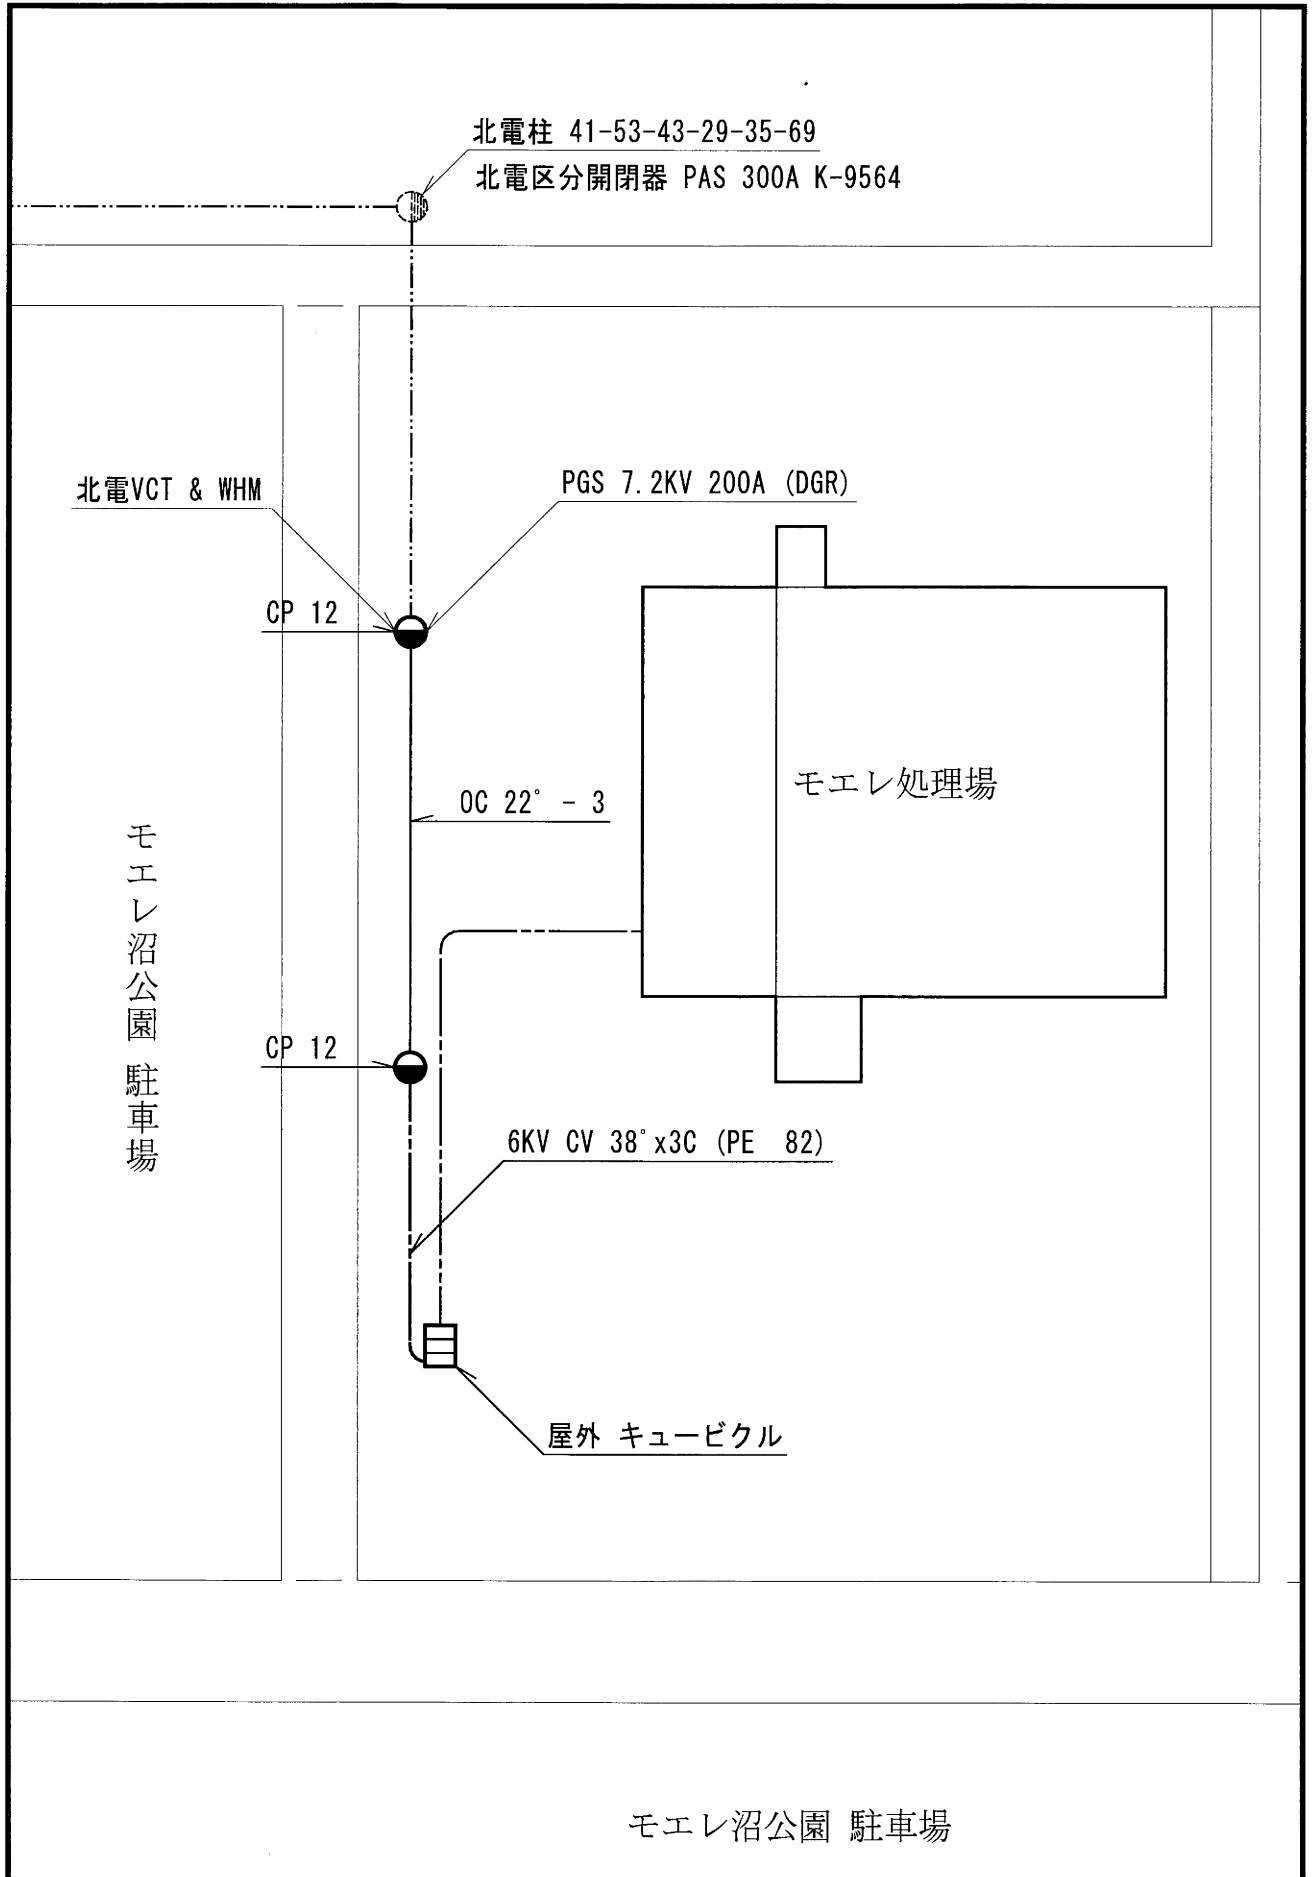 北電柱 41-53-43-29-35-69
北電区分開閉器 PAS 300A K-9564
北電VCT & WHM
PGS 7.2KV 200A (DGR)
CP 12
モエレ処理場
OC 22° - 3
モエレ沼公園 駐車場
CP 12
6KV CV 38°x3C (PE 82)
屋外 キュービクル
モエレ沼公園 駐車場